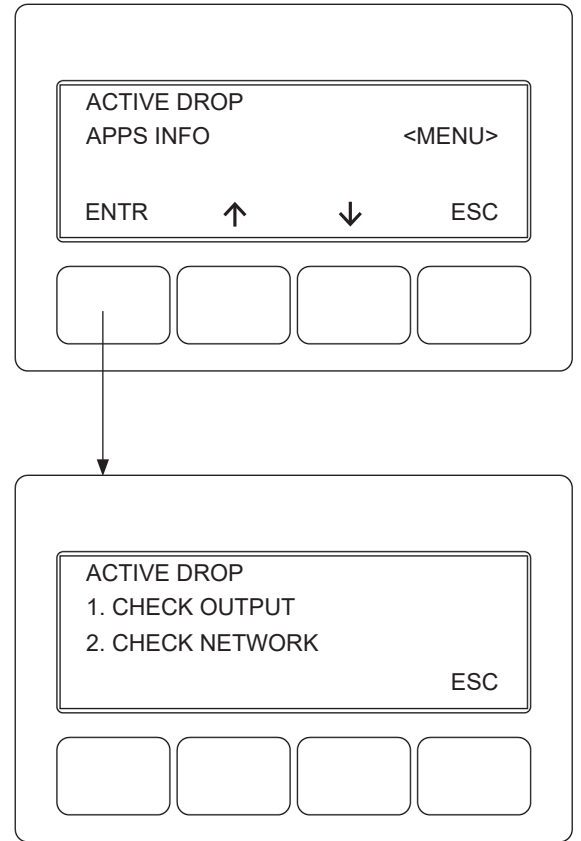 ACTIVE DROP
APPS INFO <MENU>
ENTR ↑ ↓ ESC
ACTIVE DROP
1. CHECK OUTPUT
2. CHECK NETWORK
ESC